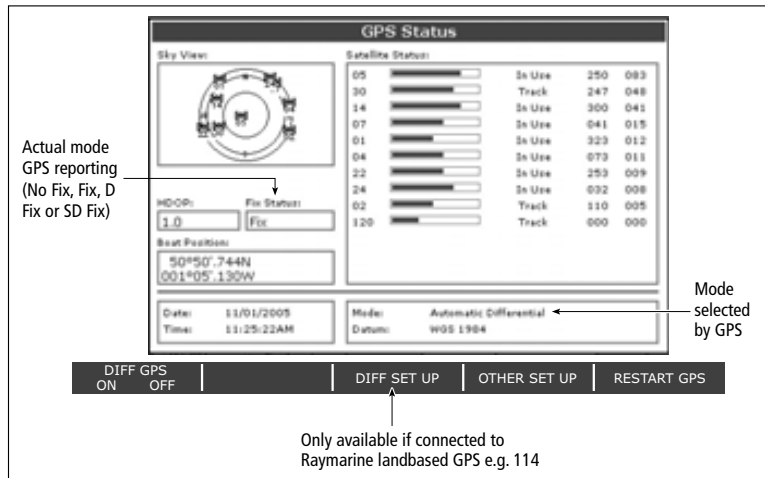 GPS Status
Sky View:
Satellite Status:
05 In Use 250 083
30 Track 247 048
14 In Use 300 041
07 In Use 041 015
01 In Use 323 012
04 In Use 073 011
22 In Use 253 009
24 In Use 032 008
02 Track 110 005
120 Track 000 000
Actual mode
GPS reporting
(No Fix, Fix, D
Fix or SD Fix)
HDOP:
Fix Status:
1.0
Fix
Boat Position:
50°50'.744N
001°05'.130W
Date: 11/01/2005
Time: 11:25:22AM
Mode: Automatic Differential
Datum: WGS 1984
Mode
selected
by GPS
DIFF GPS
ON OFF
DIFF SET UP
OTHER SET UP
RESTART GPS
Only available if connected to
Raymarine landbased GPS e.g. 114